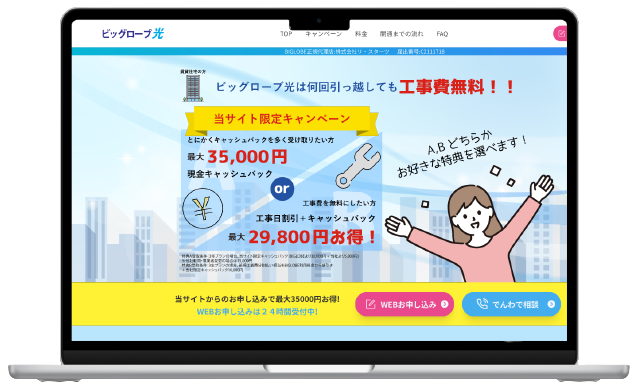 ビッグローブ光
TOP キャンペーン 料金 開通までの流れ FAQ
BIGLOBE正規代理店:株式会社リ・スターツ 届出番号:C2111718
賃貸住宅の方
ビッグローブ光は何回引っ越しても工事費無料！！
当サイト限定キャンペーン
とにかくキャッシュバックを多く受け取りたい方
最大 35,000円
現金キャッシュバック
or
工事費を無料にしたい方
工事日割引＋キャッシュバック
最大 29,800円お得！
A,Bどちらか
お好きな特典を選べます！
当サイトからのお申し込みで最大35000円お得!
WEBお申し込みは２４時間受付中!
WEBお申し込み
でんわで相談